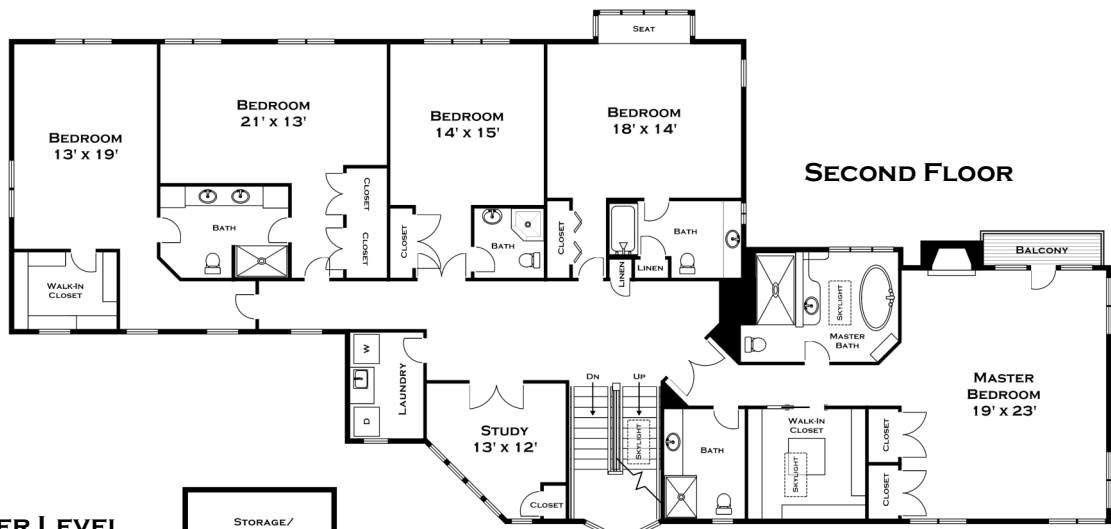 SEAT
BEDROOM
13' x 19'
BEDROOM
21' x 13'
BEDROOM
14' x 15'
BEDROOM
18' x 14'
SECOND FLOOR
CLOSET
CLOSET
BATH
CLOSET
BATH
CLOSET
BATH
LINEN
LINEN
WALK-IN
CLOSET
BALCONY
SKYLIGHT
MASTER
BATH
W
LAUNDRY
D
DN
UP
SKYLIGHT
STUDY
13' x 12'
CLOSET
BATH
WALK-IN
CLOSET
SKYLIGHT
CLOSET
CLOSET
MASTER
BEDROOM
19' x 23'
ER LEVEL
STORAGE/